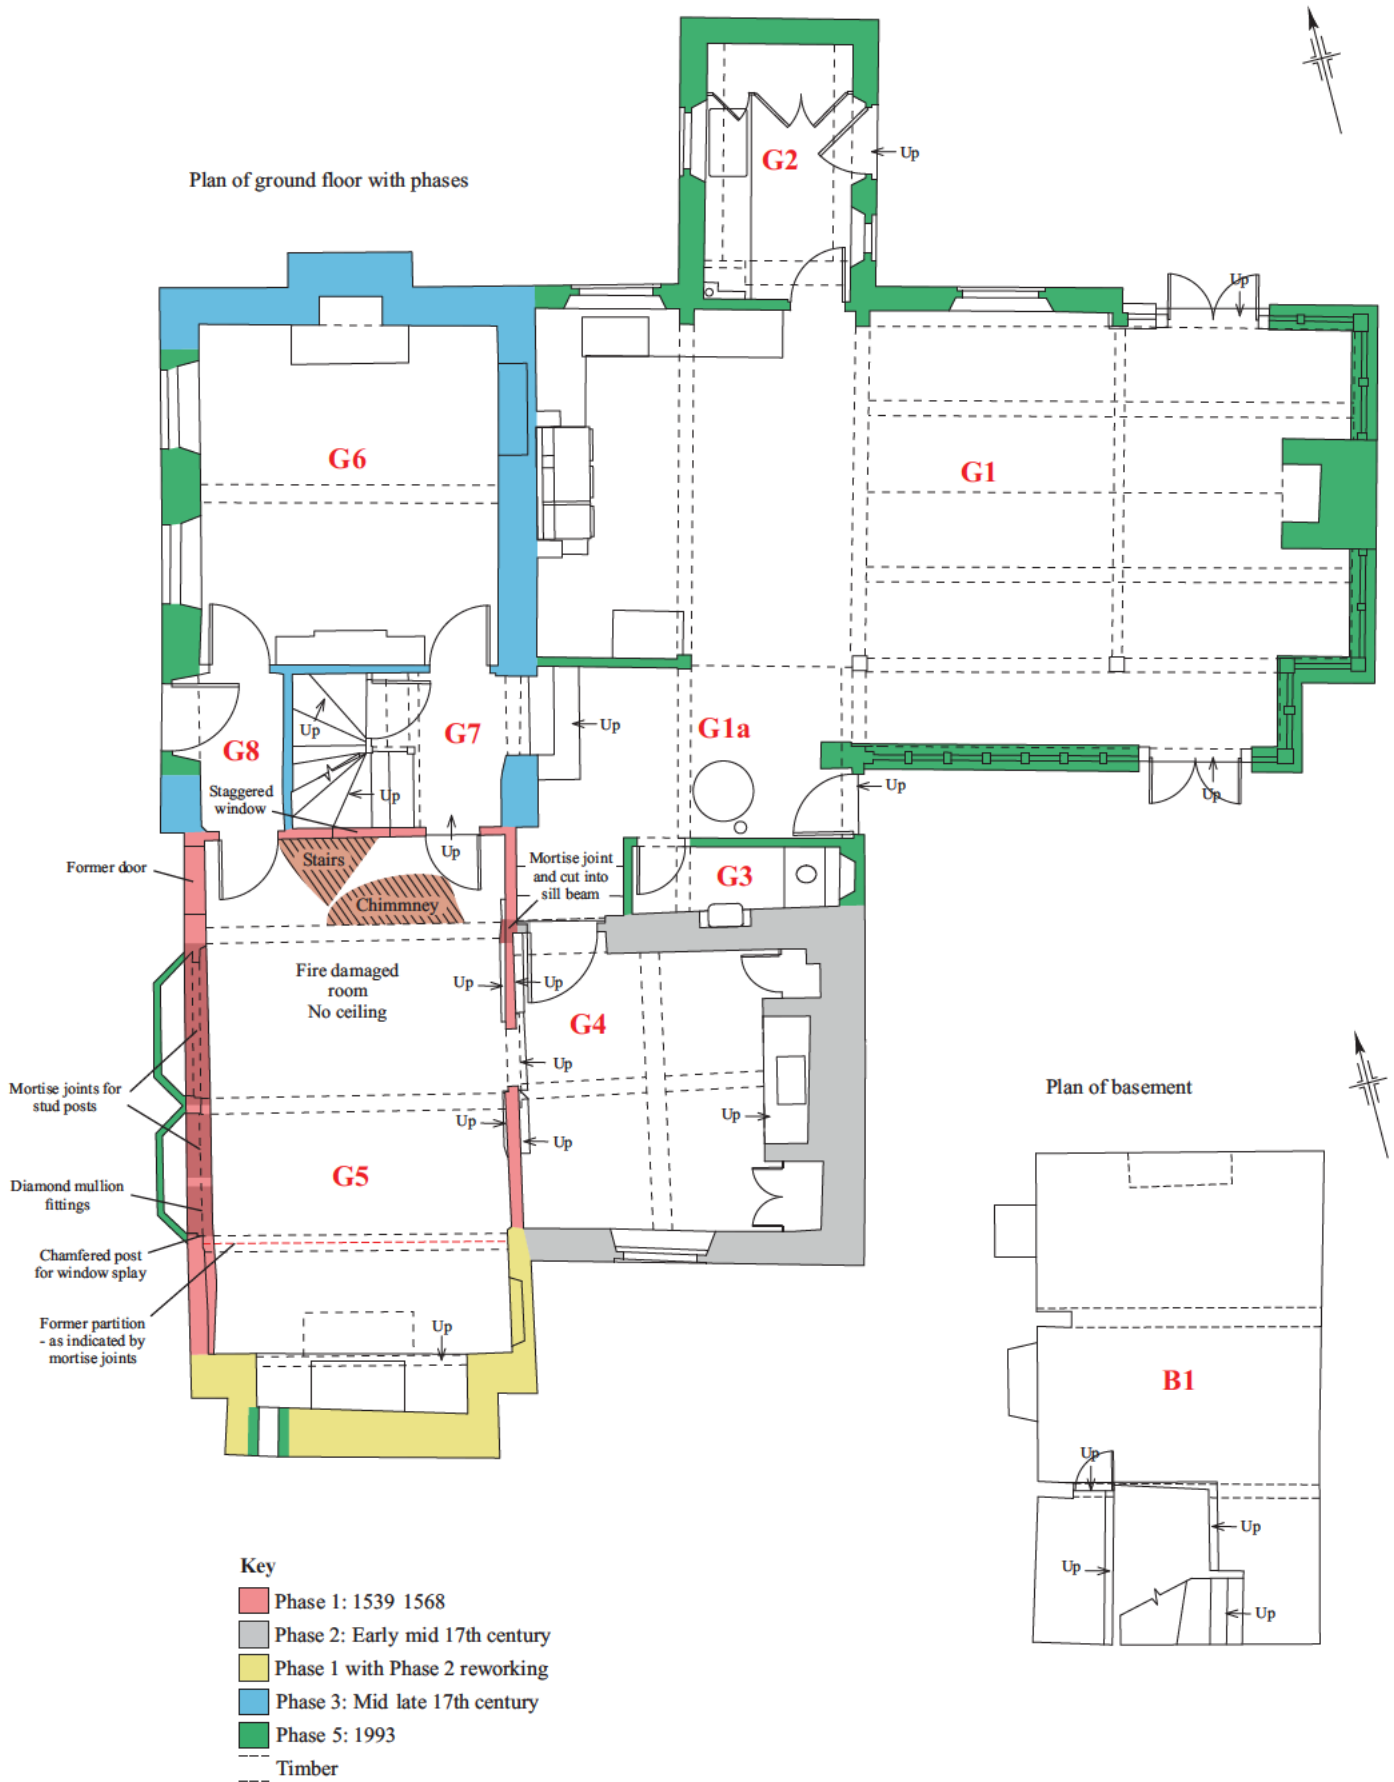 Plan of ground floor with phases
G2
Up
Up
G6
G1
Up
G8
G7
Up
G1a
Staggered
window
Up
Up
Up
Former door
Stairs
Up
Mortise joint
and cut into
sill beam
G3
Chimmney
Fire damaged
room
No ceiling
Up
Up
G4
Up
Mortise joints for
stud posts
Up
Up
Up
G5
Diamond mullion
fittings
Chamfered post
for window splay
Former partition
- as indicated by
mortise joints
Up
Plan of basement
B1
Up
Up
Up
Up
Key
Phase 1: 1539 1568
Phase 2: Early mid 17th century
Phase 1 with Phase 2 reworking
Phase 3: Mid late 17th century
Phase 5: 1993
Timber